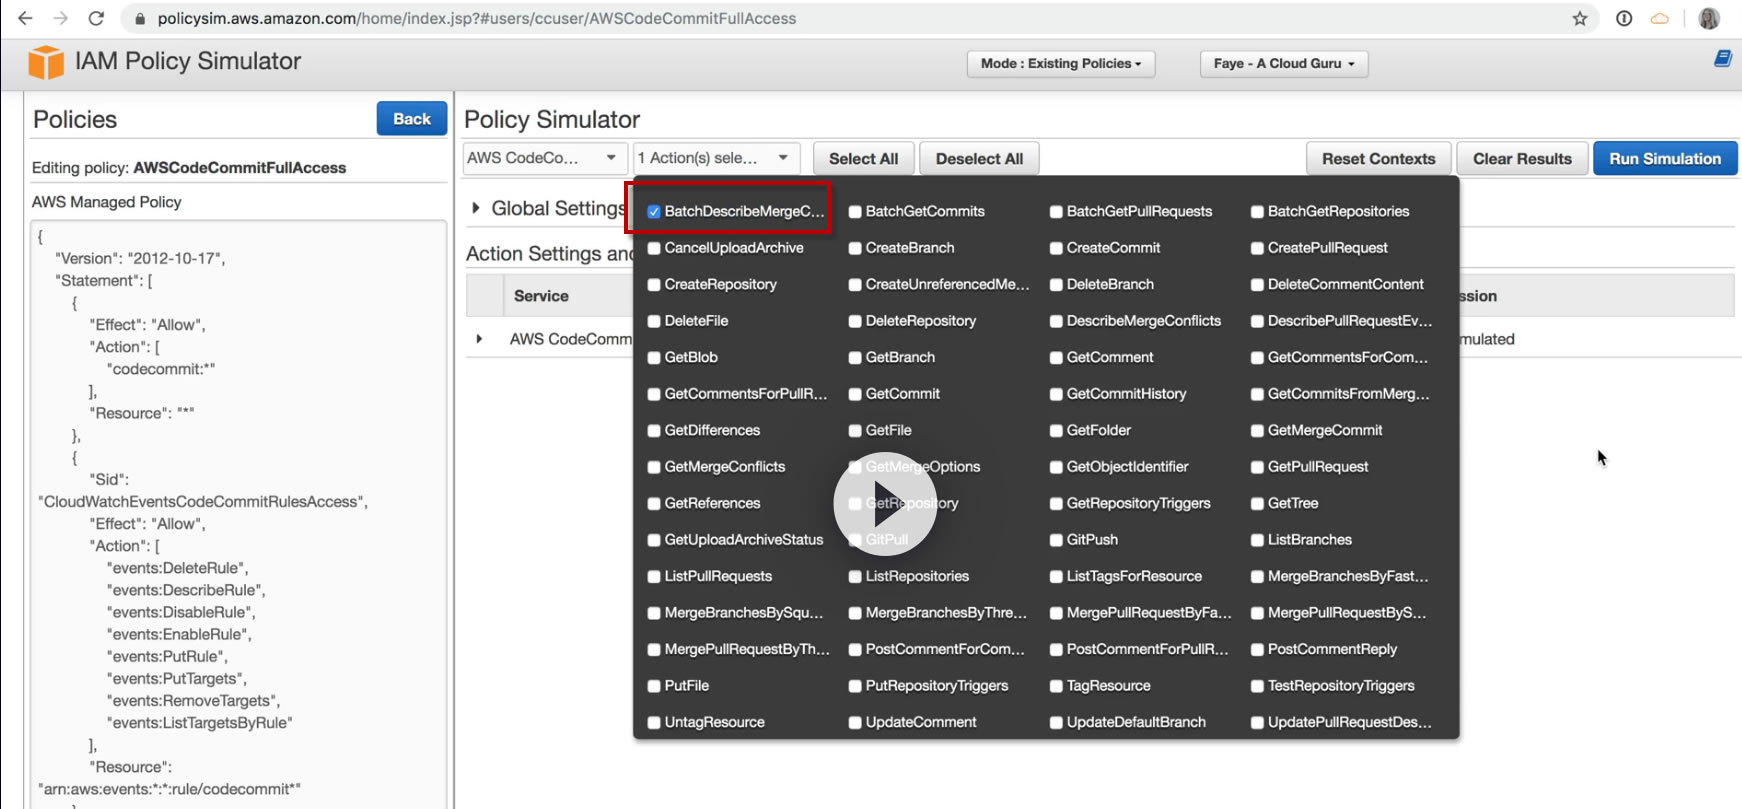 policysim.aws.amazon.com/home/index.jsp?#users/ccuser/AWSCodeCommitFullAccess
IAM Policy Simulator
Mode : Existing Policies
Faye - A Cloud Guru
Policies
Back
Editing policy: AWSCodeCommitFullAccess
AWS Managed Policy
{
"Version": "2012-10-17",
"Statement": [
{
"Effect": "Allow",
"Action": [
"codecommit:*"
],
"Resource": "*"
},
{
"Sid":
"CloudWatchEventsCodeCommitRulesAccess",
"Effect": "Allow",
"Action": [
"events:DeleteRule",
"events:DescribeRule",
"events:DisableRule",
"events:EnableRule",
"events:PutRule",
"events:PutTargets",
"events:RemoveTargets",
"events:ListTargetsByRule"
],
"Resource":
"arn:aws:events:*:*:rule/codecommit*"
Policy Simulator
AWS CodeCo... 1 Action(s) sele... Select All Deselect All Reset Contexts Clear Results Run Simulation
Global Settings
Action Settings and
Service ssion
AWS CodeComm mulated
BatchDescribeMergeC... BatchGetCommits BatchGetPullRequests BatchGetRepositories
CancelUploadArchive CreateBranch CreateCommit CreatePullRequest
CreateRepository CreateUnreferencedMe... DeleteBranch DeleteCommentContent
DeleteFile DeleteRepository DescribeMergeConflicts DescribePullRequestEv...
GetBlob GetBranch GetComment GetCommentsForCom...
GetCommentsForPullR... GetCommit GetCommitHistory GetCommitsFromMerg...
GetDifferences GetFile GetFolder GetMergeCommit
GetMergeConflicts GetMergeOptions GetObjectIdentifier GetPullRequest
GetReferences GetRepository GetRepositoryTriggers GetTree
GetUploadArchiveStatus GitPull GitPush ListBranches
ListPullRequests ListRepositories ListTagsForResource MergeBranchesByFast...
MergeBranchesBySqu... MergeBranchesByThre... MergePullRequestByFa... MergePullRequestByS...
MergePullRequestByTh... PostCommentForCom... PostCommentForPullR... PostCommentReply
PutFile PutRepositoryTriggers TagResource TestRepositoryTriggers
UntagResource UpdateComment UpdateDefaultBranch UpdatePullRequestDes...